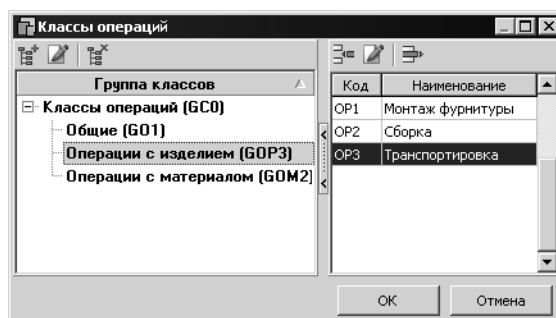 Классы операций
Группа классов
Классы операций (GC0)
Общие (GO1)
Операции с изделием (GOP3)
Операции с материалом (GOM2)
Код Наименование
OP1 Монтаж фурнитуры
OP2 Сборка
OP3 Транспортировка
OK Отмена